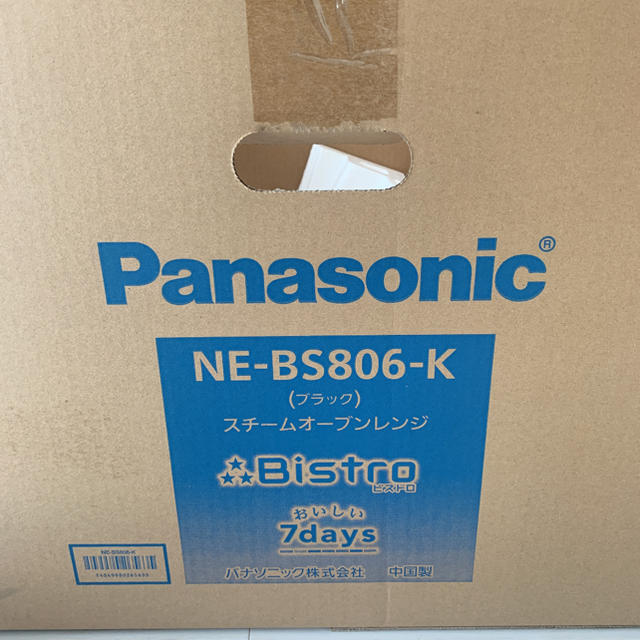 Panasonic®
NE-BS806-K
(ブラック)
スチームオーブンレンジ
Bistro
ビストロ
おいしい
7days
NE-BS806-K
パナソニック株式会社 中国製